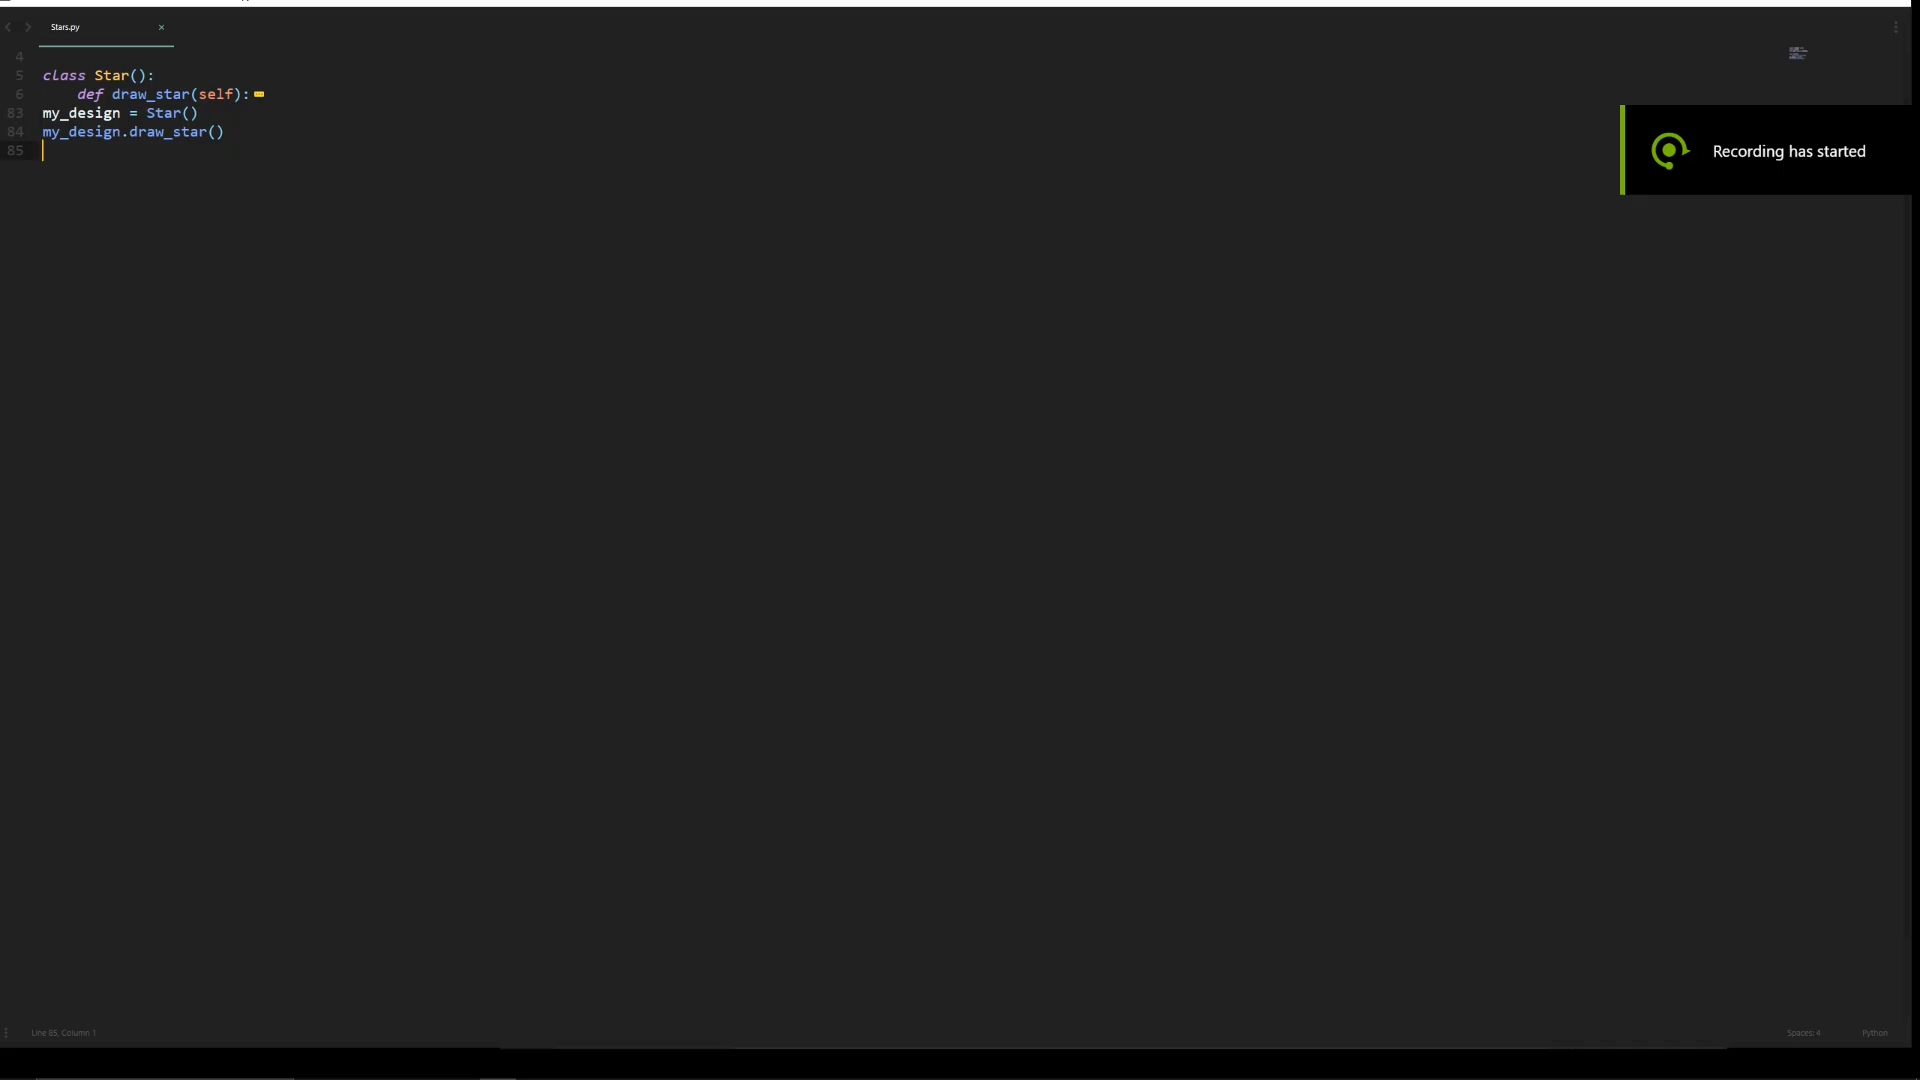 Stars.py ×
4
5 class Star():
6 def draw_star(self):
83 my_design = Star()
84 my_design.draw_star()
85
Recording has started
Line 85, Column 1
Spaces: 4 Python